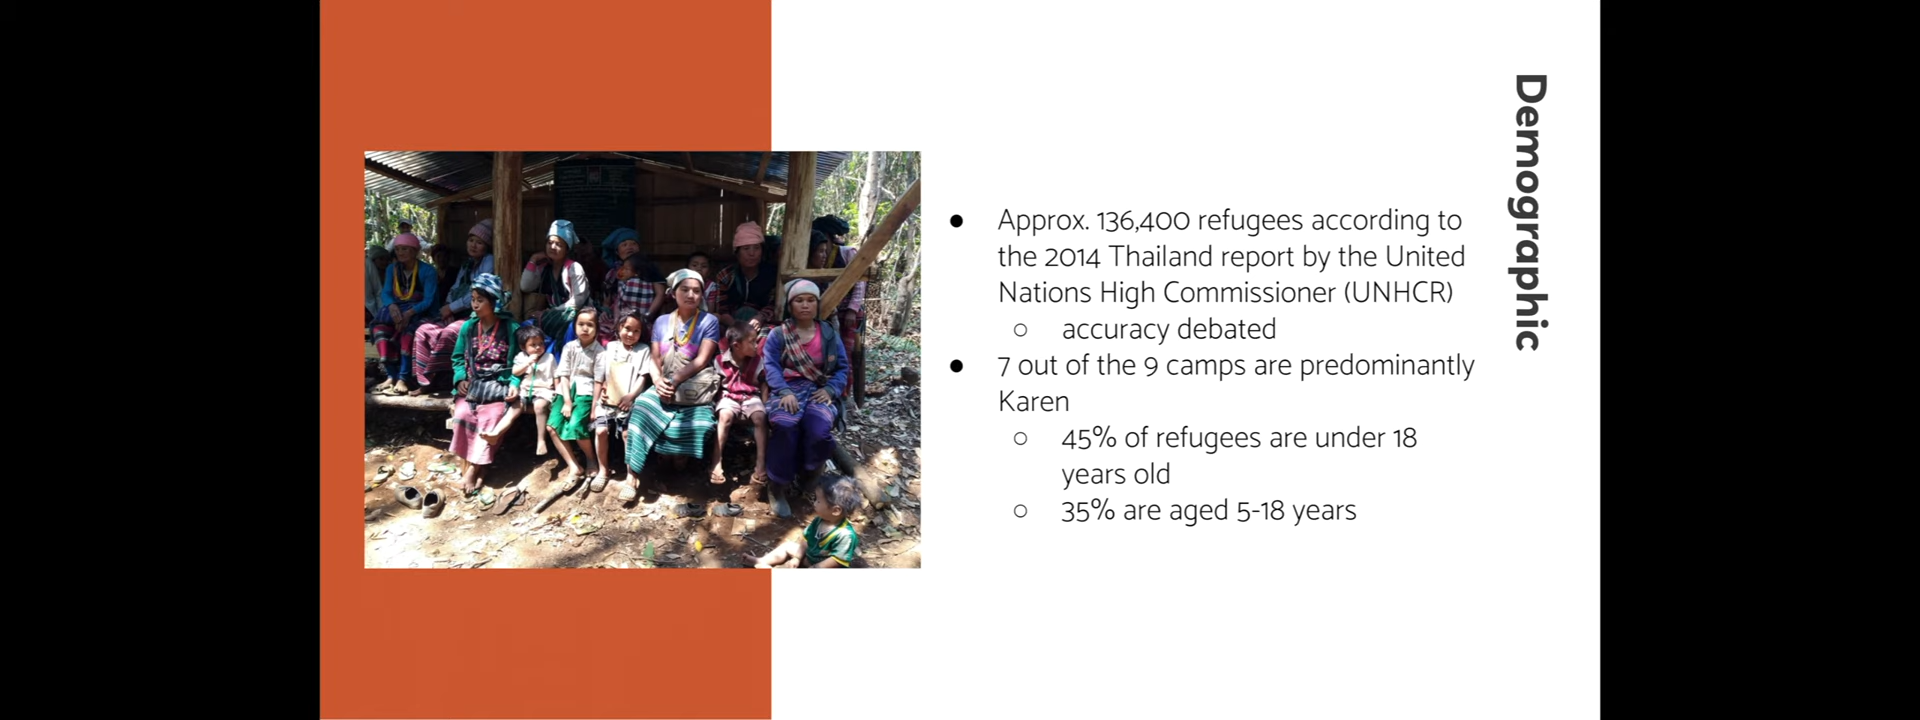 Demographic
● Approx. 136,400 refugees according to
the 2014 Thailand report by the United
Nations High Commissioner (UNHCR)
○ accuracy debated
● 7 out of the 9 camps are predominantly
Karen
○ 45% of refugees are under 18
years old
○ 35% are aged 5-18 years